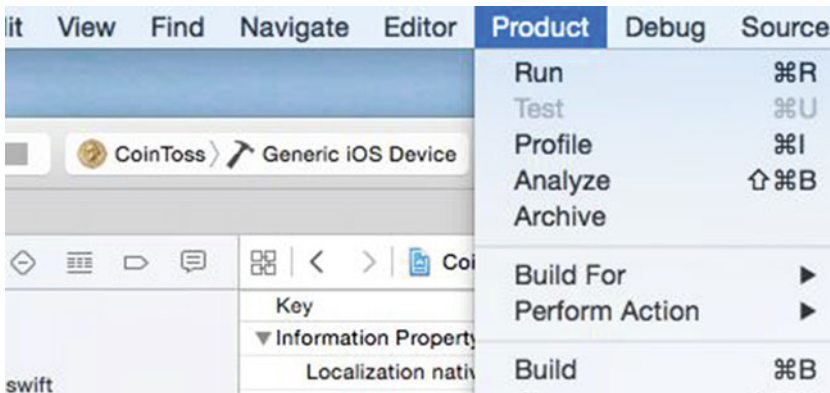 it View Find Navigate Editor Product Debug Source
Run ⌘R
Test ⌘U
Profile ⌘I
CoinToss 〉 Generic iOS Device
Analyze ⇧⌘B
Archive
Build For ▶
Key
Perform Action ▶
▼Information Property
Localization nativ
Build ⌘B
swift